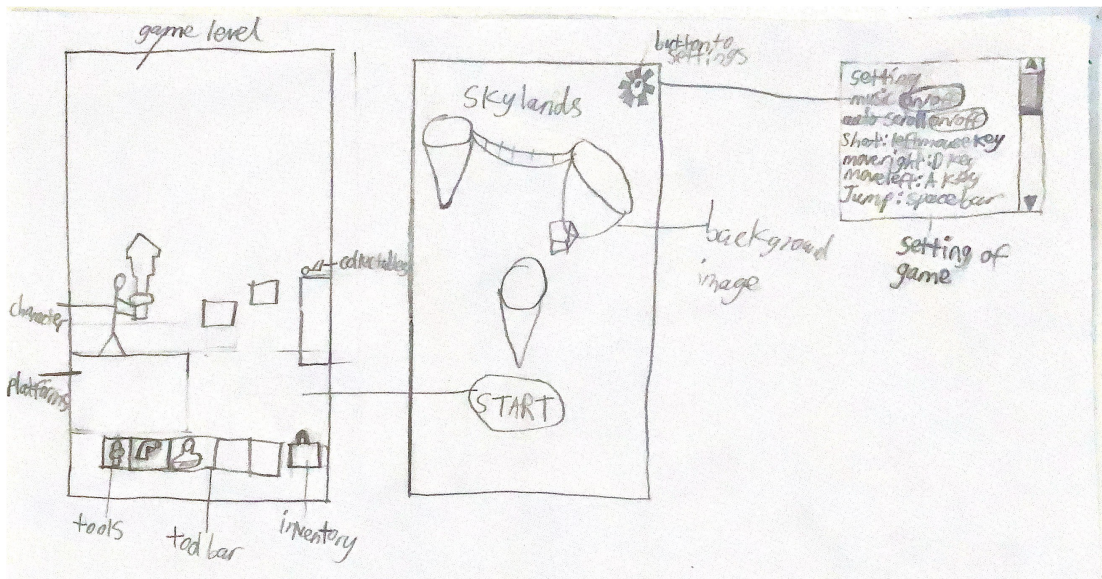 game level
collectables
character
platforms
tools
tool bar
inventory
Skylands
START
button to
settings
background
image
setting
music on/off
auto scroll on/off
Shoot: left mouse key
move right: D key
move left: A key
Jump: space bar
setting of
game